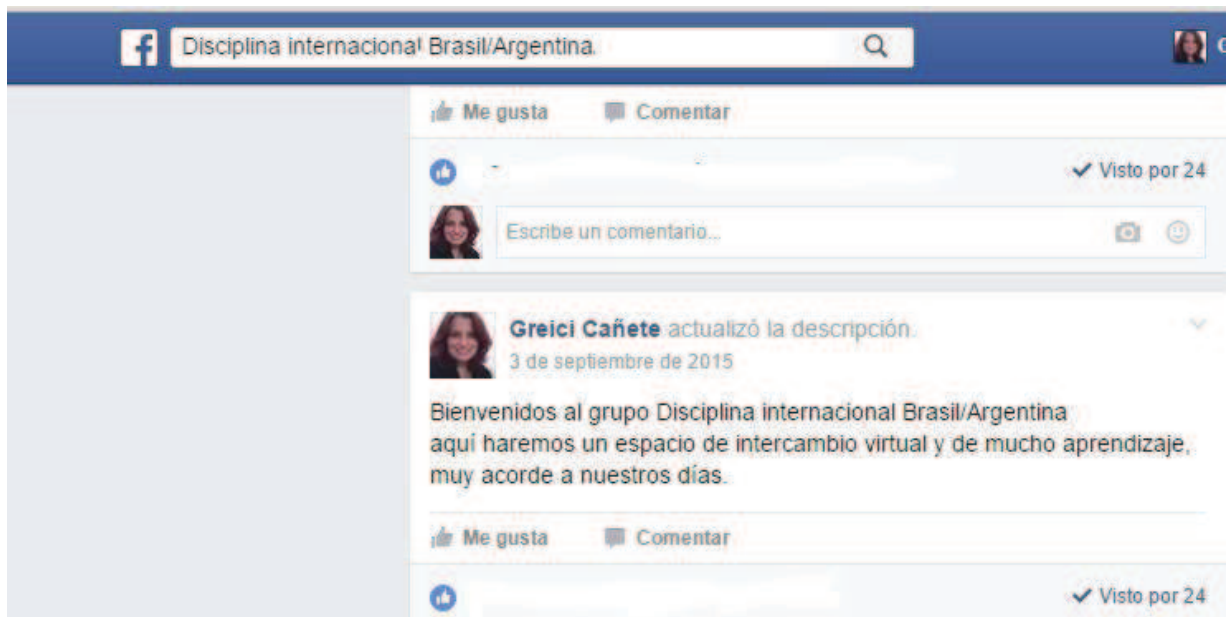 f Disciplina internacional Brasil/Argentina.
Me gusta Comentar
Visto por 24
Escribe un comentario...
Greici Cañete actualizó la descripción.
3 de septiembre de 2015
Bienvenidos al grupo Disciplina internacional Brasil/Argentina
aquí haremos un espacio de intercambio virtual y de mucho aprendizaje,
muy acorde a nuestros días.
Me gusta Comentar
Visto por 24